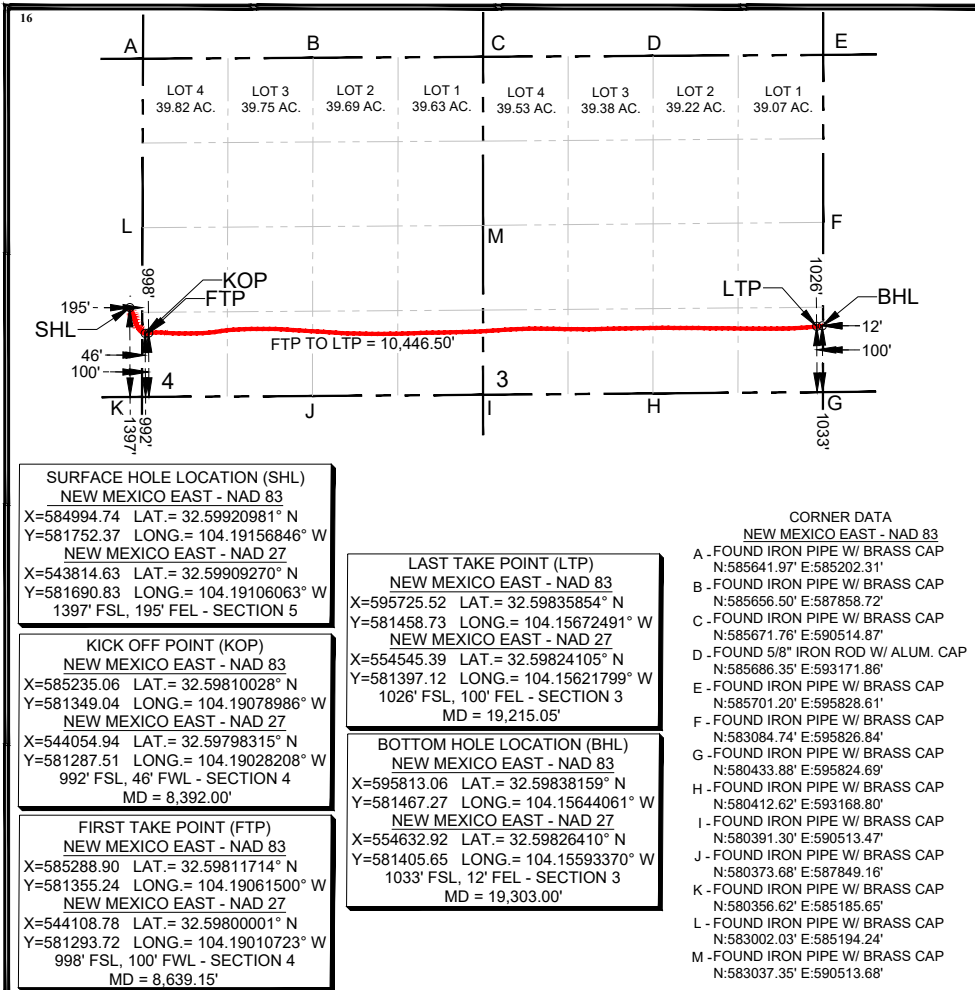 16
A B C D E
LOT 4 LOT 3 LOT 2 LOT 1 LOT 4 LOT 3 LOT 2 LOT 1
39.82 AC. 39.75 AC. 39.69 AC. 39.63 AC. 39.53 AC. 39.38 AC. 39.22 AC. 39.07 AC.
L
M
F
998'
KOP
FTP
1026'
LTP
BHL
195'
SHL
12'
FTP TO LTP = 10,446.50'
46'
100'
100'
4
3
K J I H G
1397'
992'
1033'
SURFACE HOLE LOCATION (SHL)
NEW MEXICO EAST - NAD 83
X=584994.74 LAT.= 32.59920981° N
Y=581752.37 LONG.= 104.19156846° W
NEW MEXICO EAST - NAD 27
X=543814.63 LAT.= 32.59909270° N
Y=581690.83 LONG.= 104.19106063° W
1397' FSL, 195' FEL - SECTION 5
KICK OFF POINT (KOP)
NEW MEXICO EAST - NAD 83
X=585235.06 LAT.= 32.59810028° N
Y=581349.04 LONG.= 104.19078986° W
NEW MEXICO EAST - NAD 27
X=544054.94 LAT.= 32.59798315° N
Y=581287.51 LONG.= 104.19028208° W
992' FSL, 46' FWL - SECTION 4
MD = 8,392.00'
FIRST TAKE POINT (FTP)
NEW MEXICO EAST - NAD 83
X=585288.90 LAT.= 32.59811714° N
Y=581355.24 LONG.= 104.19061500° W
NEW MEXICO EAST - NAD 27
X=544108.78 LAT.= 32.59800001° N
Y=581293.72 LONG.= 104.19010723° W
998' FSL, 100' FWL - SECTION 4
MD = 8,639.15'
LAST TAKE POINT (LTP)
NEW MEXICO EAST - NAD 83
X=595725.52 LAT.= 32.59835854° N
Y=581458.73 LONG.= 104.15672491° W
NEW MEXICO EAST - NAD 27
X=554545.39 LAT.= 32.59824105° N
Y=581397.12 LONG.= 104.15621799° W
1026' FSL, 100' FEL - SECTION 3
MD = 19,215.05'
BOTTOM HOLE LOCATION (BHL)
NEW MEXICO EAST - NAD 83
X=595813.06 LAT.= 32.59838159° N
Y=581467.27 LONG.= 104.15644061° W
NEW MEXICO EAST - NAD 27
X=554632.92 LAT.= 32.59826410° N
Y=581405.65 LONG.= 104.15593370° W
1033' FSL, 12' FEL - SECTION 3
MD = 19,303.00'
CORNER DATA
NEW MEXICO EAST - NAD 83
A - FOUND IRON PIPE W/ BRASS CAP
N:585641.97' E:585202.31'
B - FOUND IRON PIPE W/ BRASS CAP
N:585656.50' E:587858.72'
C - FOUND IRON PIPE W/ BRASS CAP
N:585671.76' E:590514.87'
D - FOUND 5/8" IRON ROD W/ ALUM. CAP
N:585686.35' E:593171.86'
E - FOUND IRON PIPE W/ BRASS CAP
N:585701.20' E:595828.61'
F - FOUND IRON PIPE W/ BRASS CAP
N:583084.74' E:595826.84'
G - FOUND IRON PIPE W/ BRASS CAP
N:580433.88' E:595824.69'
H - FOUND IRON PIPE W/ BRASS CAP
N:580412.62' E:593168.80'
I - FOUND IRON PIPE W/ BRASS CAP
N:580391.30' E:590513.47'
J - FOUND IRON PIPE W/ BRASS CAP
N:580373.68' E:587849.16'
K - FOUND IRON PIPE W/ BRASS CAP
N:580356.62' E:585185.65'
L - FOUND IRON PIPE W/ BRASS CAP
N:583002.03' E:585194.24'
M - FOUND IRON PIPE W/ BRASS CAP
N:583037.35' E:590513.68'